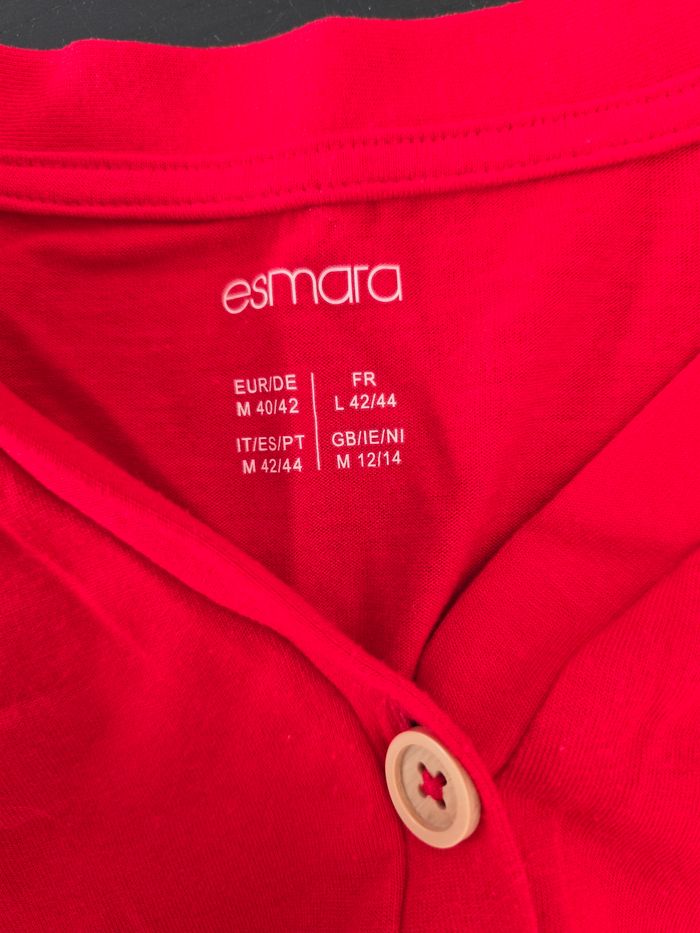 esmara
EUR/DE
M 40/42
FR
L 42/44
IT/ES/PT
M 42/44
GB/IE/NI
M 12/14